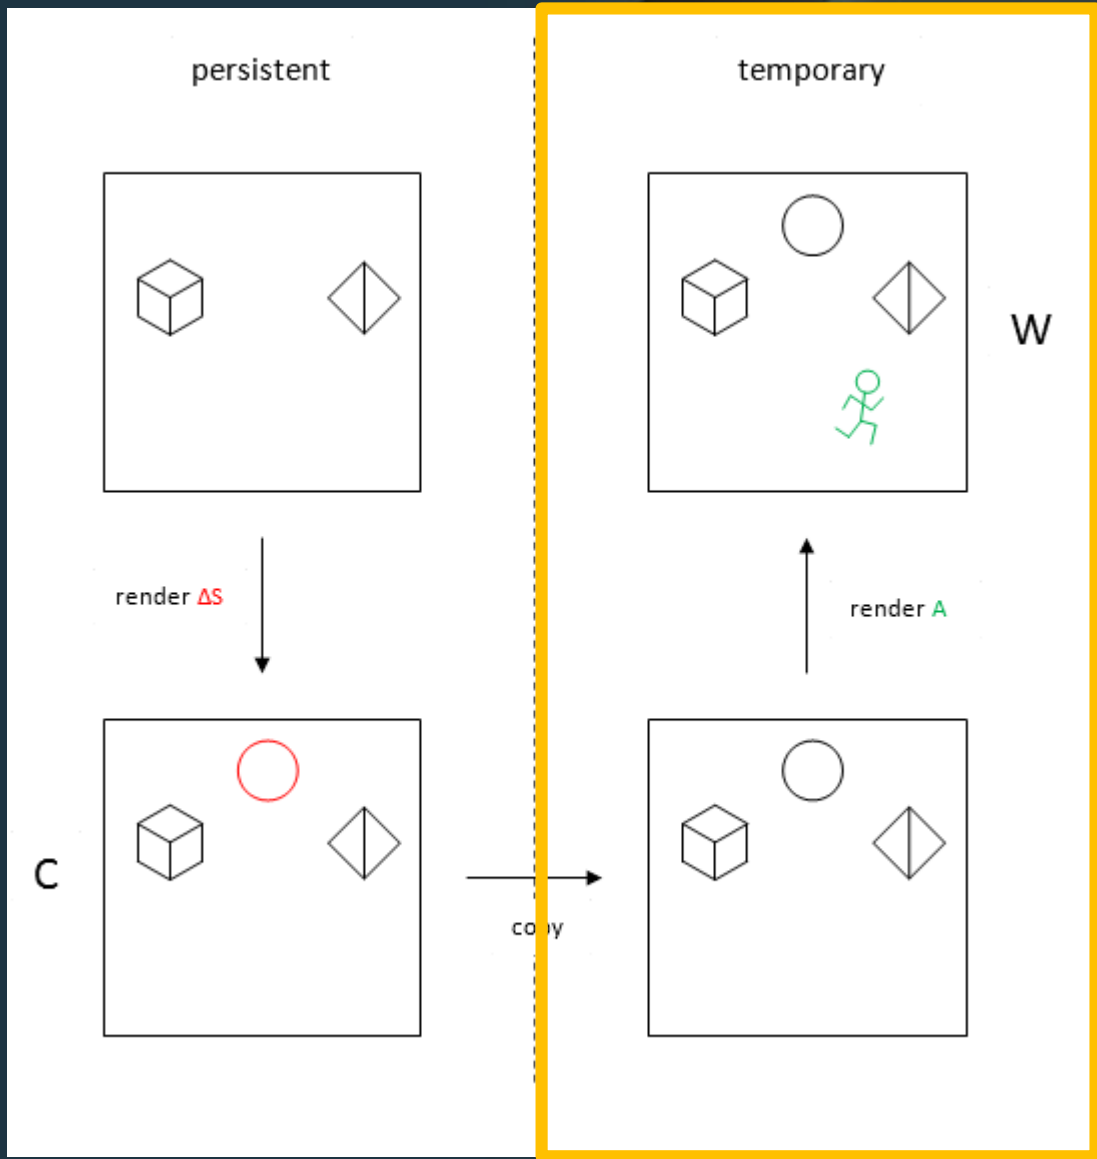 persistent
temporary
W
render ΔS
render A
C
copy